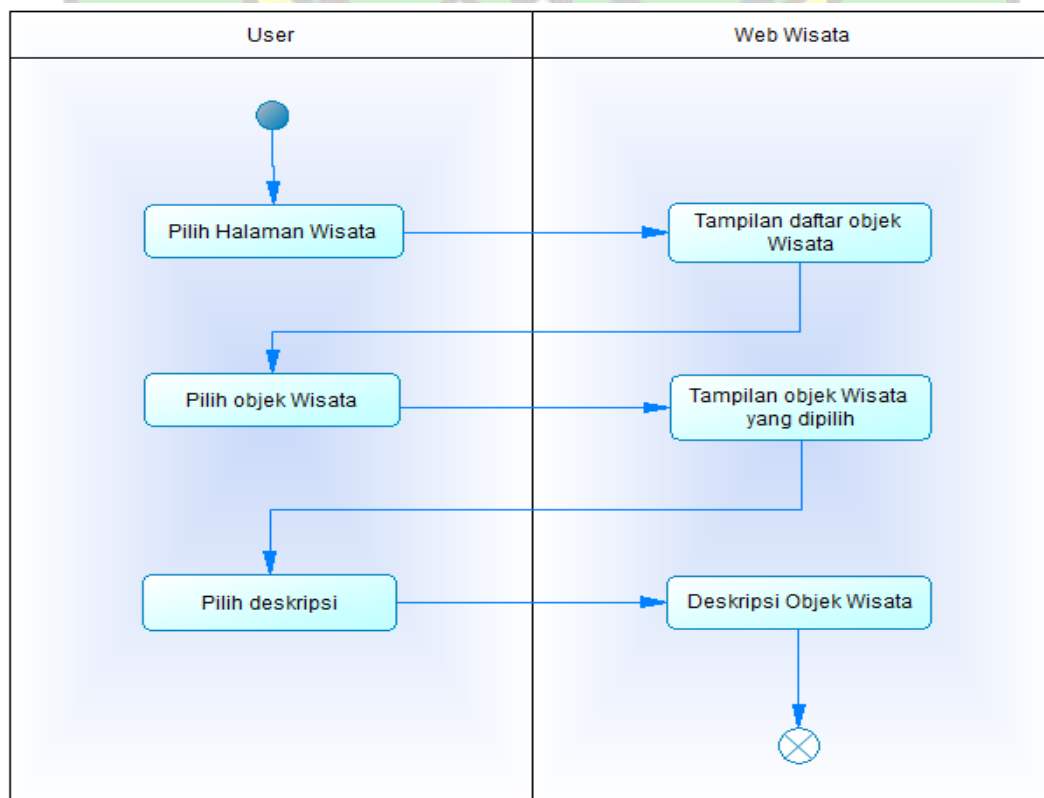 User
Web Wisata
Pilih Halaman Wisata
Tampilan daftar objek
Wisata
Pilih objek Wisata
Tampilan objek Wisata
yang dipilih
Pilih deskripsi
Deskripsi Objek Wisata